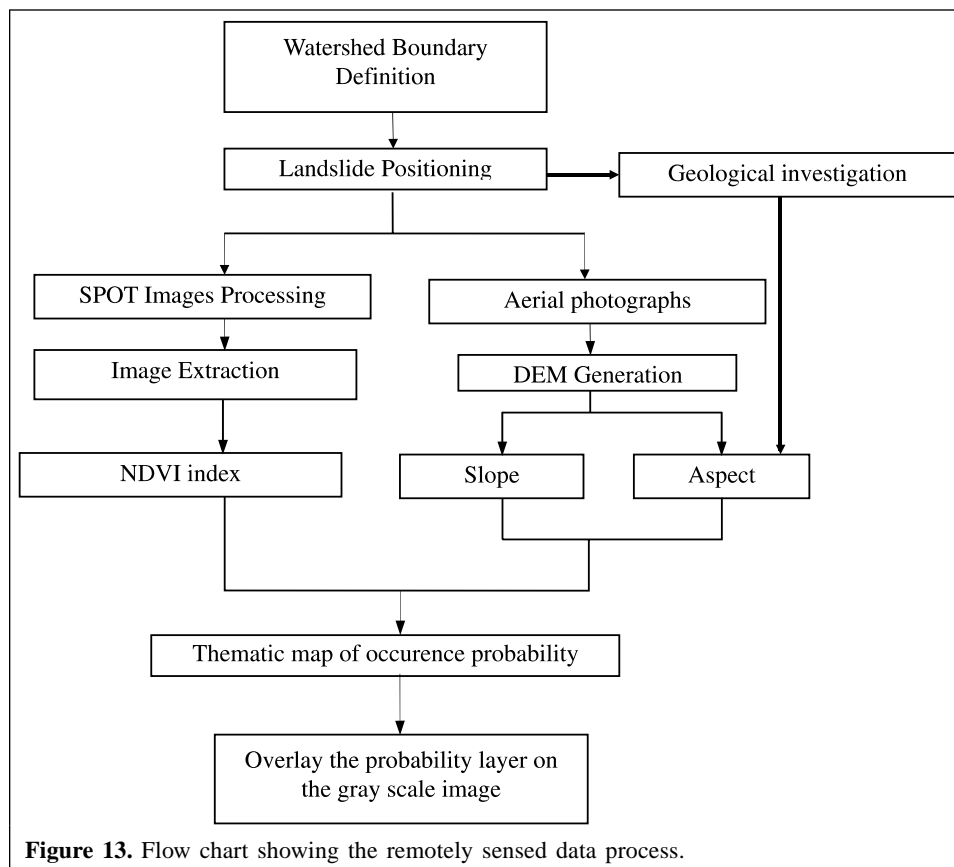 Watershed Boundary
Definition
Landslide Positioning
Geological investigation
SPOT Images Processing
Aerial photographs
Image Extraction
DEM Generation
NDVI index
Slope
Aspect
Thematic map of occurence probability
Overlay the probability layer on
the gray scale image
Figure 13. Flow chart showing the remotely sensed data process.